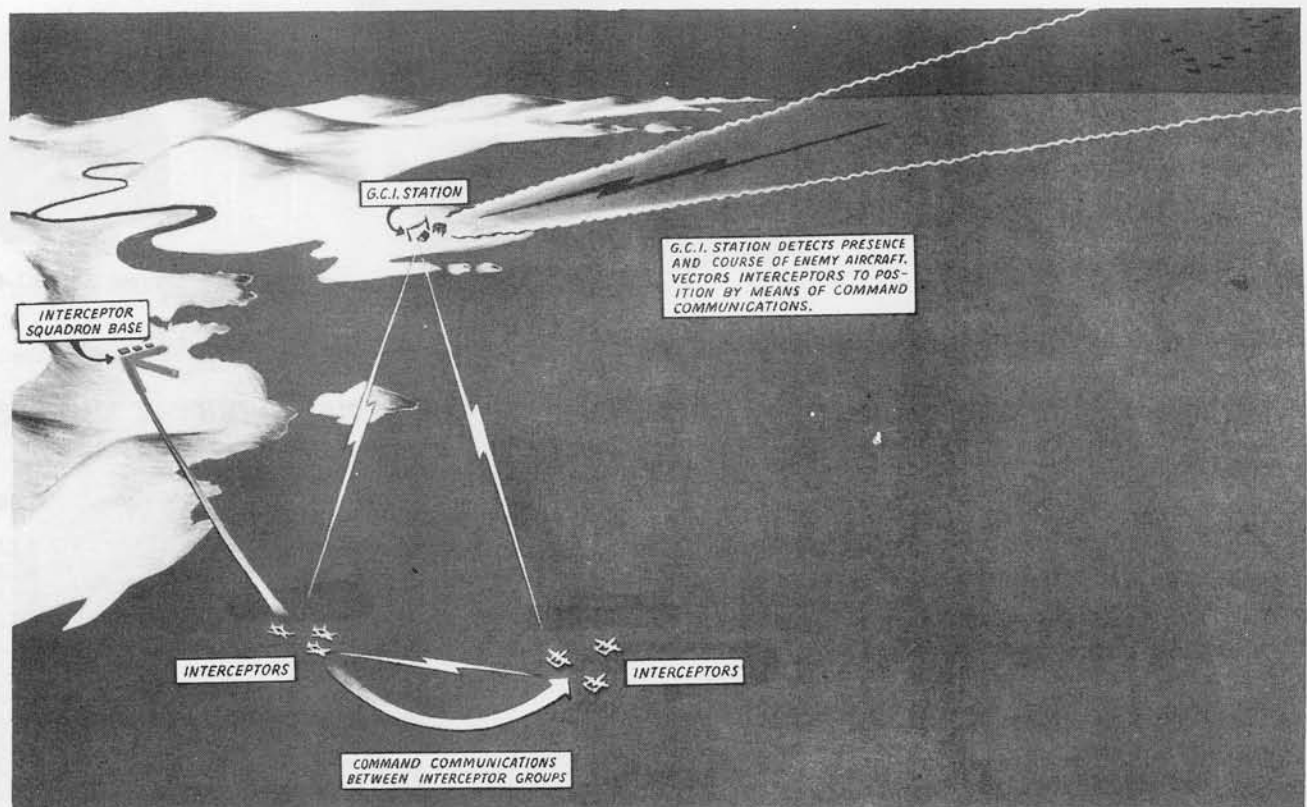 G.C.I. STATION
G.C.I. STATION DETECTS PRESENCE
AND COURSE OF ENEMY AIRCRAFT.
VECTORS INTERCEPTORS TO POS-
ITION BY MEANS OF COMMAND
COMMUNICATIONS.
INTERCEPTOR
SQUADRON BASE
INTERCEPTORS
INTERCEPTORS
COMMAND COMMUNICATIONS
BETWEEN INTERCEPTOR GROUPS